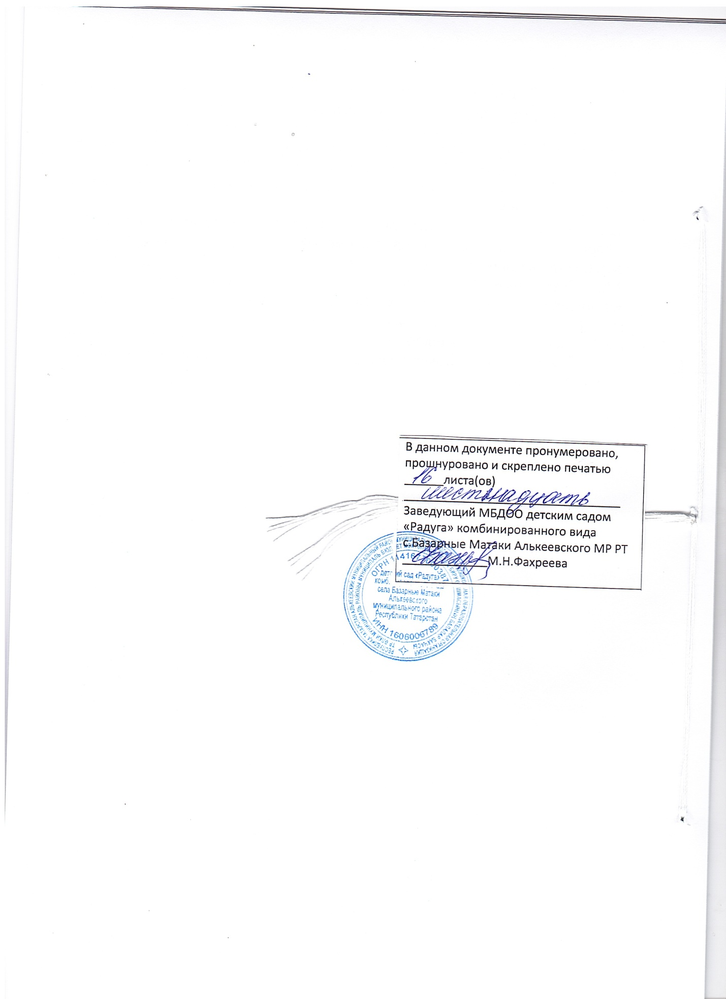 В данном документе пронумеровано,
прошнуровано и скреплено печатью
16 листа(ов)
шестнадцать
Заведующий МБДОО детским садом
«Радуга» комбинированного вида
с.Базарные Матаки Алькеевского МР РТ
М.Н.Фахреева
детский сад «Радуга»
села Базарные Матаки
Алькеевского
муниципального района
Республики Татарстан
ИНН 1606006789